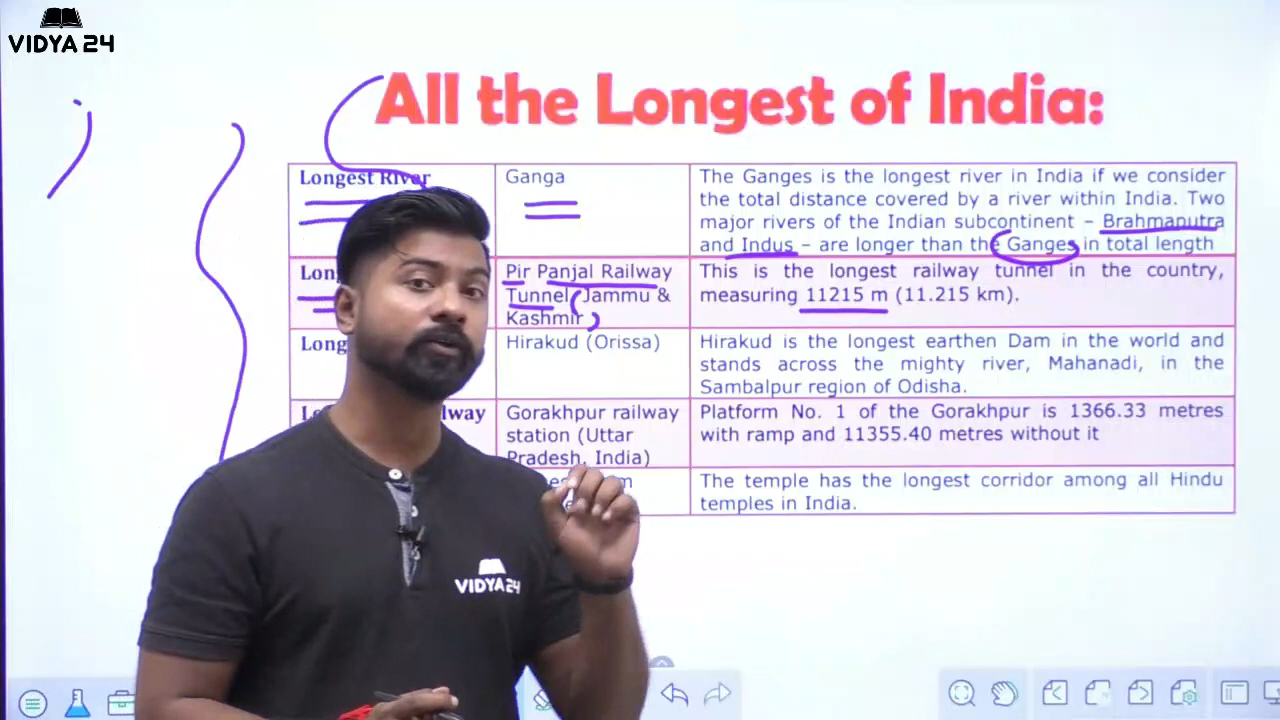 VIDYA 24
All the Longest of India:
Longest River
Ganga
The Ganges is the longest river in India if we consider
the total distance covered by a river within India. Two
major rivers of the Indian subcontinent – Brahmaputra
and Indus – are longer than the Ganges in total length
Pir Panjal Railway
Tunnel (Jammu &
Kashmir)
This is the longest railway tunnel in the country,
measuring 11215 m (11.215 km).
Hirakud (Orissa)
Hirakud is the longest earthen Dam in the world and
stands across the mighty river, Mahanadi, in the
Sambalpur region of Odisha.
Gorakhpur railway
station (Uttar
Pradesh, India)
Platform No. 1 of the Gorakhpur is 1366.33 metres
with ramp and 11355.40 metres without it
The temple has the longest corridor among all Hindu
temples in India.
VIDYA 24